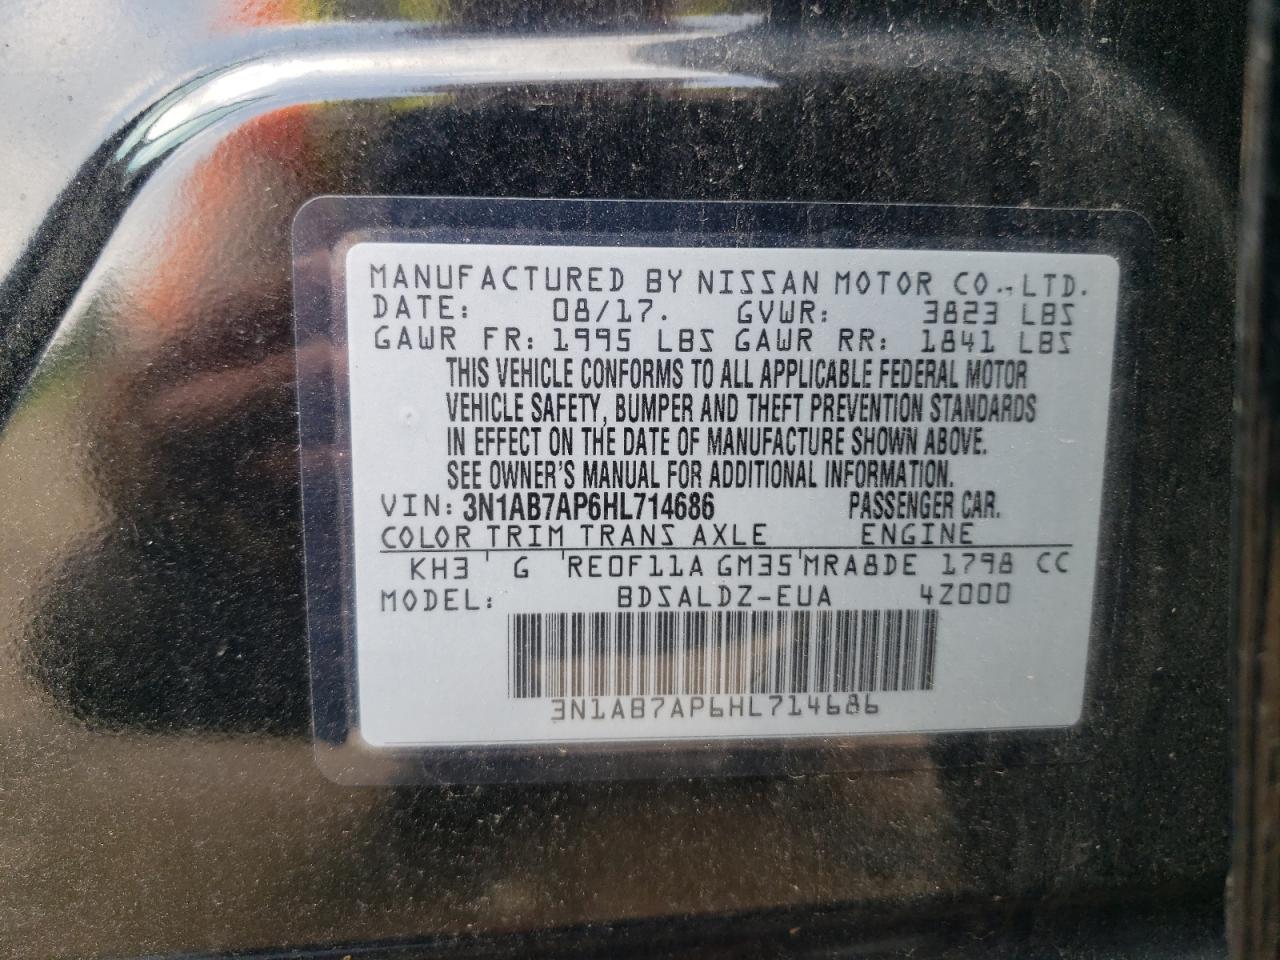 MANUFACTURED BY NISSAN MOTOR CO., LTD.
DATE: 08/17. GVWR: 3823 LBS
GAWR FR: 1995 LBS GAWR RR: 1841 LBS
THIS VEHICLE CONFORMS TO ALL APPLICABLE FEDERAL MOTOR
VEHICLE SAFETY, BUMPER AND THEFT PREVENTION STANDARDS
IN EFFECT ON THE DATE OF MANUFACTURE SHOWN ABOVE.
SEE OWNER'S MANUAL FOR ADDITIONAL INFORMATION.
VIN: 3N1AB7AP6HL714686 PASSENGER CAR.
COLOR TRIM TRANS AXLE ENGINE
KH3 ' G 'RE0F11A GM35'MRA8DE 1798 CC
MODEL: BDSALDZ-EUA 4Z000
3N1AB7AP6HL714686